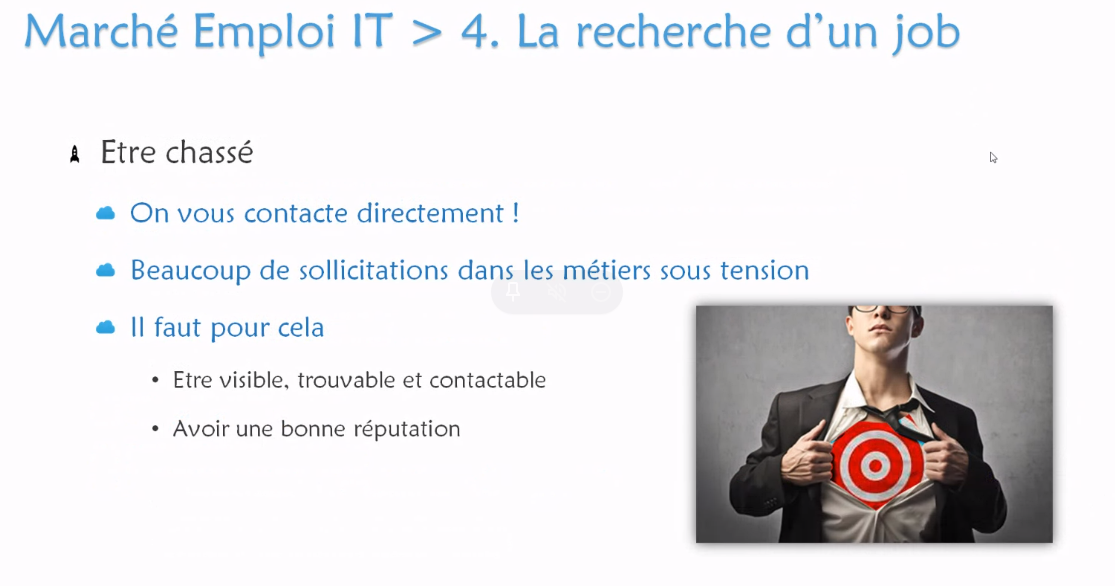 Marché Emploi IT > 4. La recherche d’un job
Etre chassé
On vous contacte directement !
Beaucoup de sollicitations dans les métiers sous tension
Il faut pour cela
• Etre visible, trouvable et contactable
• Avoir une bonne réputation